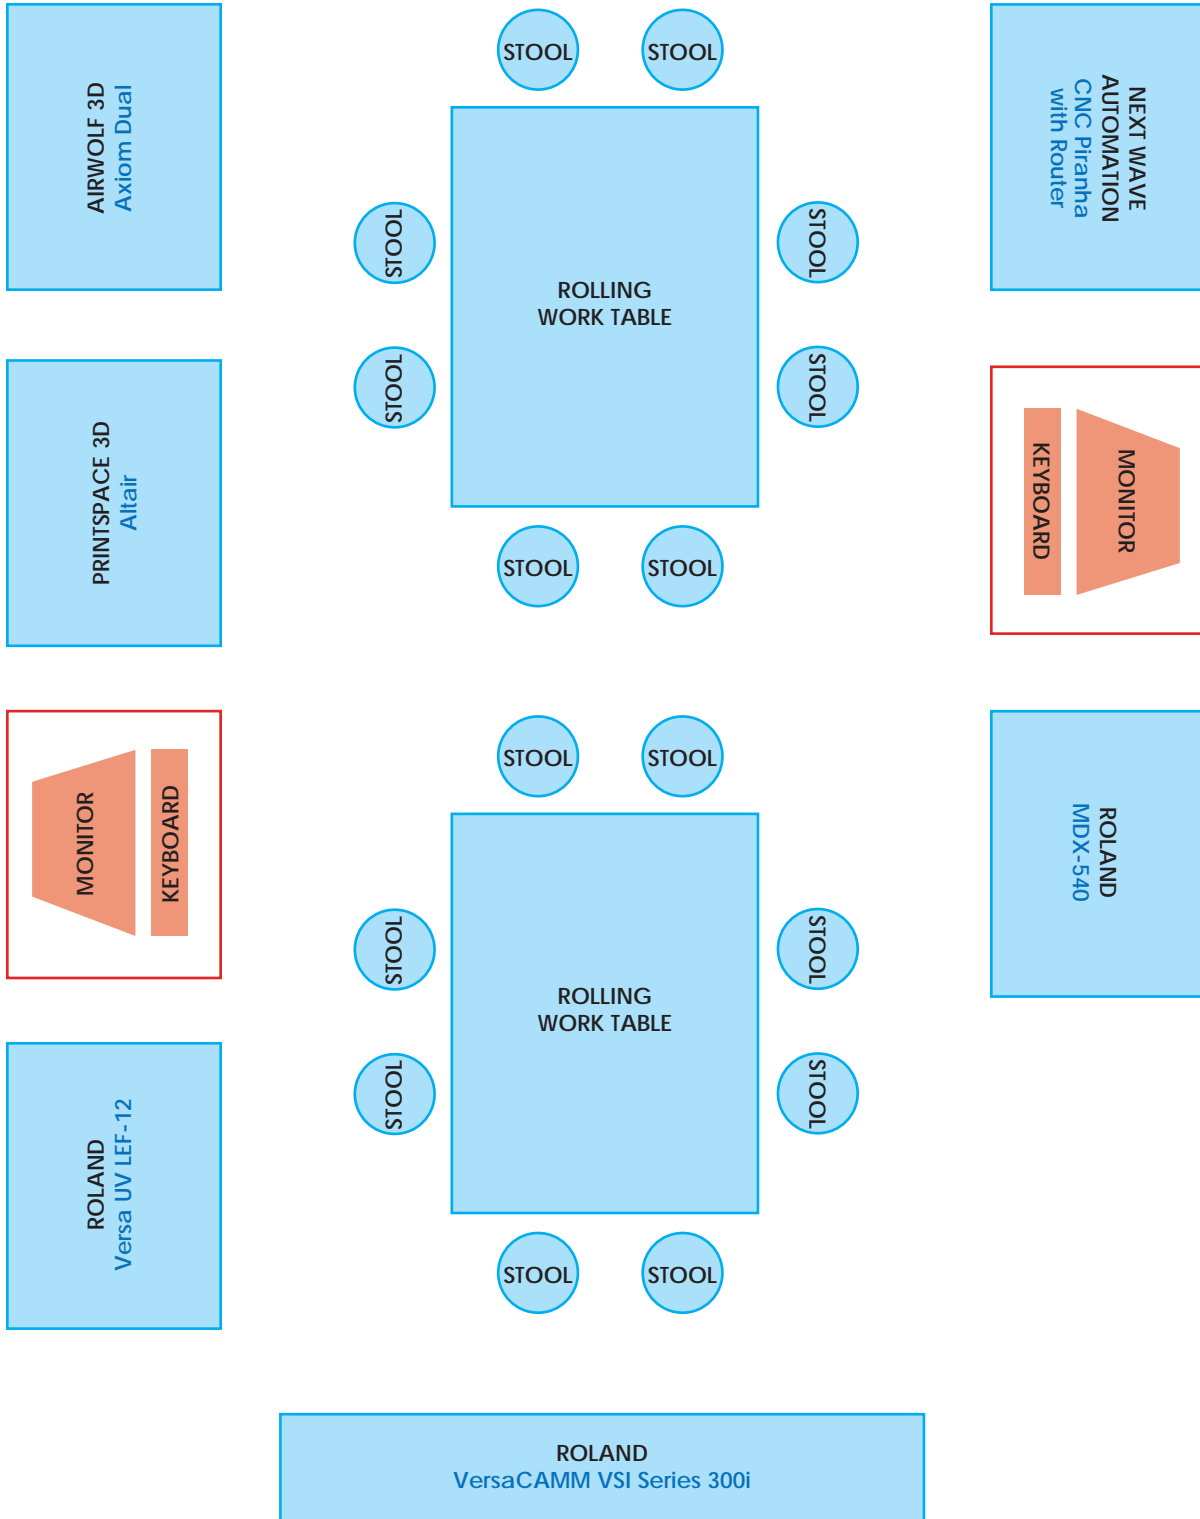 STOOL
STOOL
AIRWOLF 3D
Axiom Dual
NEXT WAVE
AUTOMATION
CNC Piranha
with Router
STOOL
STOOL
ROLLING
WORK TABLE
STOOL
STOOL
PRINTSPACE 3D
Altair
KEYBOARD
MONITOR
STOOL
STOOL
STOOL
STOOL
MONITOR
KEYBOARD
ROLAND
MDX-540
STOOL
STOOL
ROLLING
WORK TABLE
STOOL
STOOL
ROLAND
Versa UV LEF-12
STOOL
STOOL
ROLAND
VersaCAMM VSI Series 300i